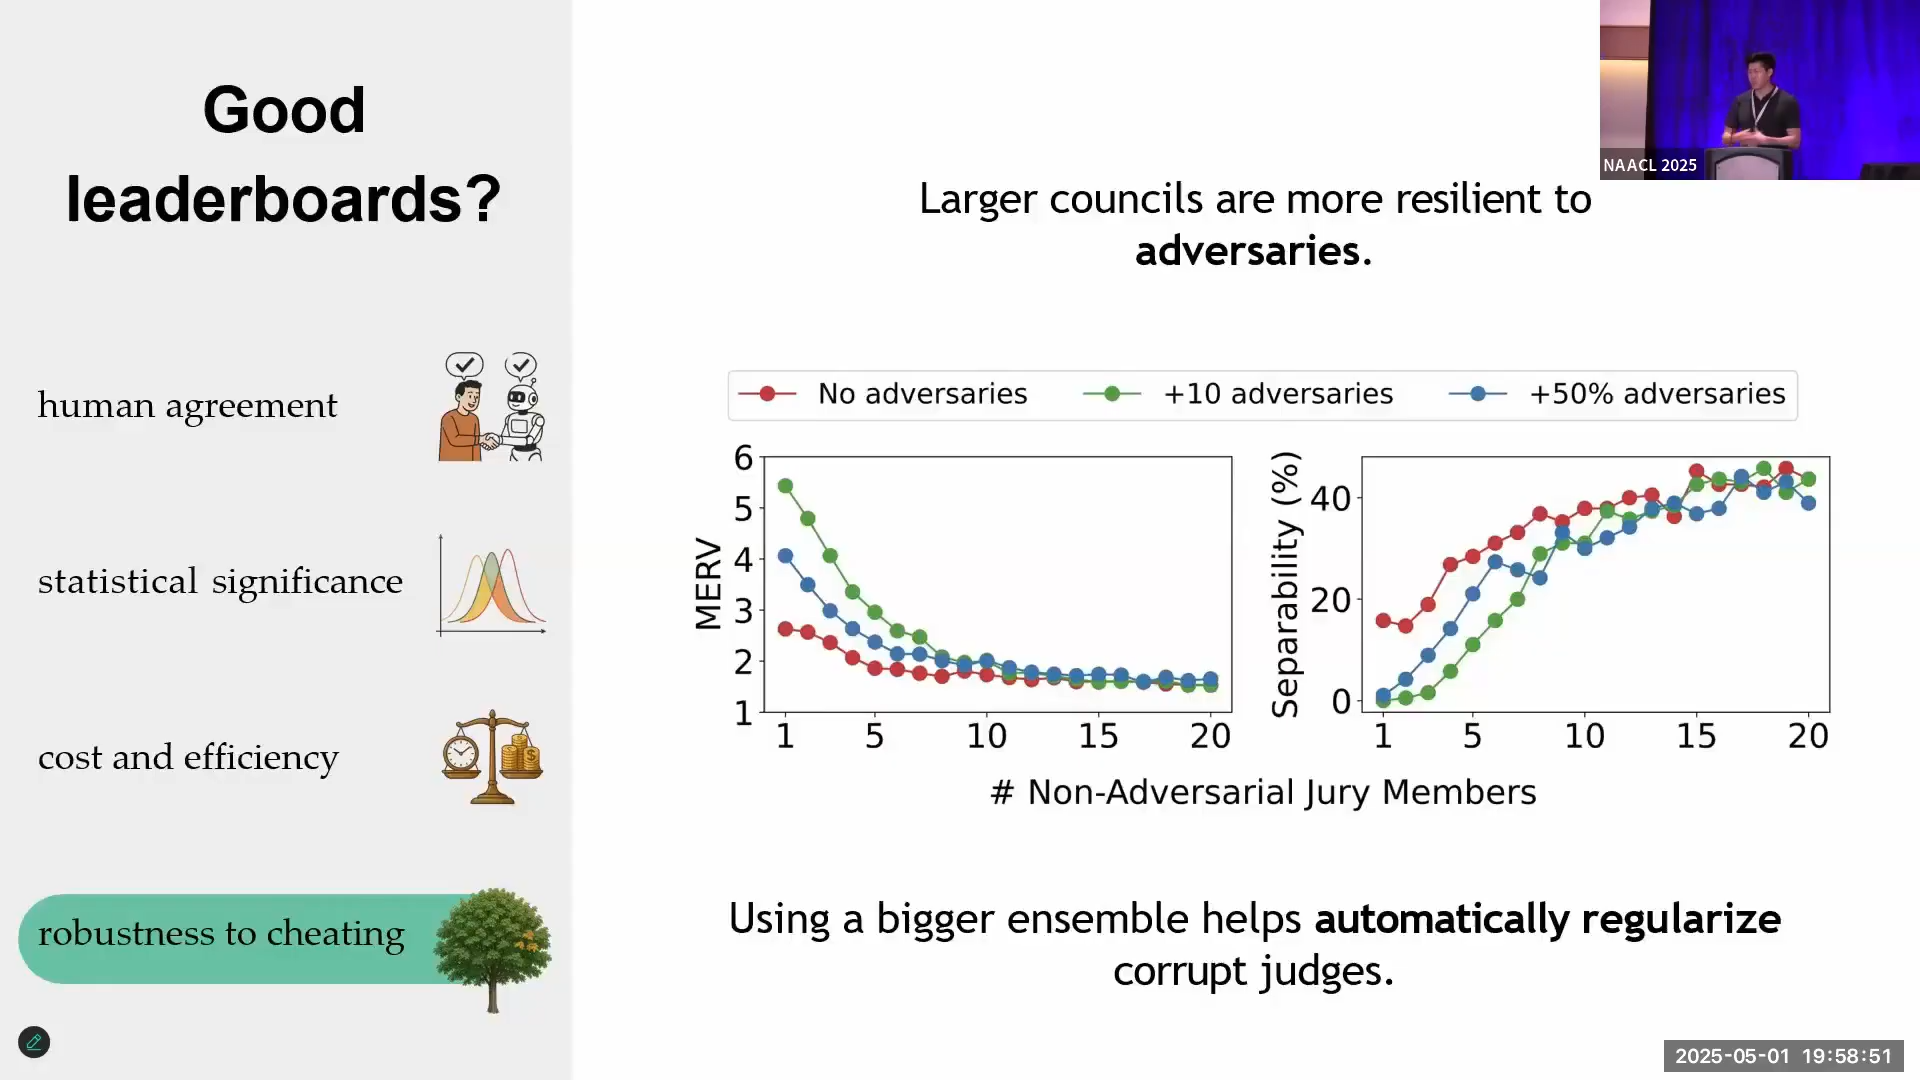 Good
leaderboards?
human agreement
statistical significance
cost and efficiency
robustness to cheating
NAACL 2025
Larger councils are more resilient to
adversaries.
No adversaries
+10 adversaries
+50% adversaries
MERV
6
5
4
3
2
1
1 5 10 15 20
Separability (%)
40
20
0
1 5 10 15 20
# Non-Adversarial Jury Members
Using a bigger ensemble helps automatically regularize
corrupt judges.
2025-05-01 19:58:51